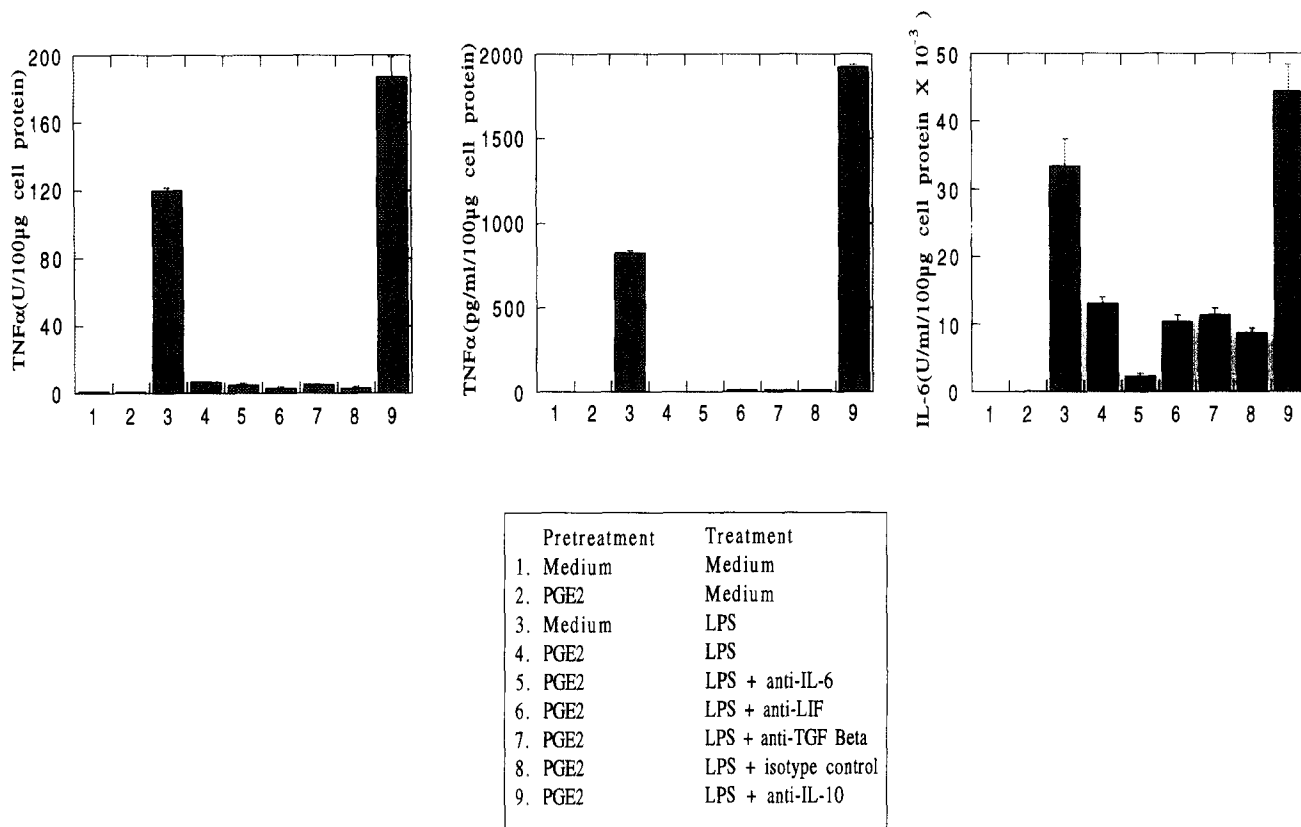 TNFα(U/100µg cell protein)
200
160
120
80
40
0
1 2 3 4 5 6 7 8 9
TNFα(pg/ml/100µg cell protein)
2000
1500
1000
500
0
1 2 3 4 5 6 7 8 9
IL-6(U/ml/100µg cell protein X 10⁻³)
50
40
30
20
10
0
1 2 3 4 5 6 7 8 9
Pretreatment Treatment
1. Medium Medium
2. PGE2 Medium
3. Medium LPS
4. PGE2 LPS
5. PGE2 LPS + anti-IL-6
6. PGE2 LPS + anti-LIF
7. PGE2 LPS + anti-TGF Beta
8. PGE2 LPS + isotype control
9. PGE2 LPS + anti-IL-10